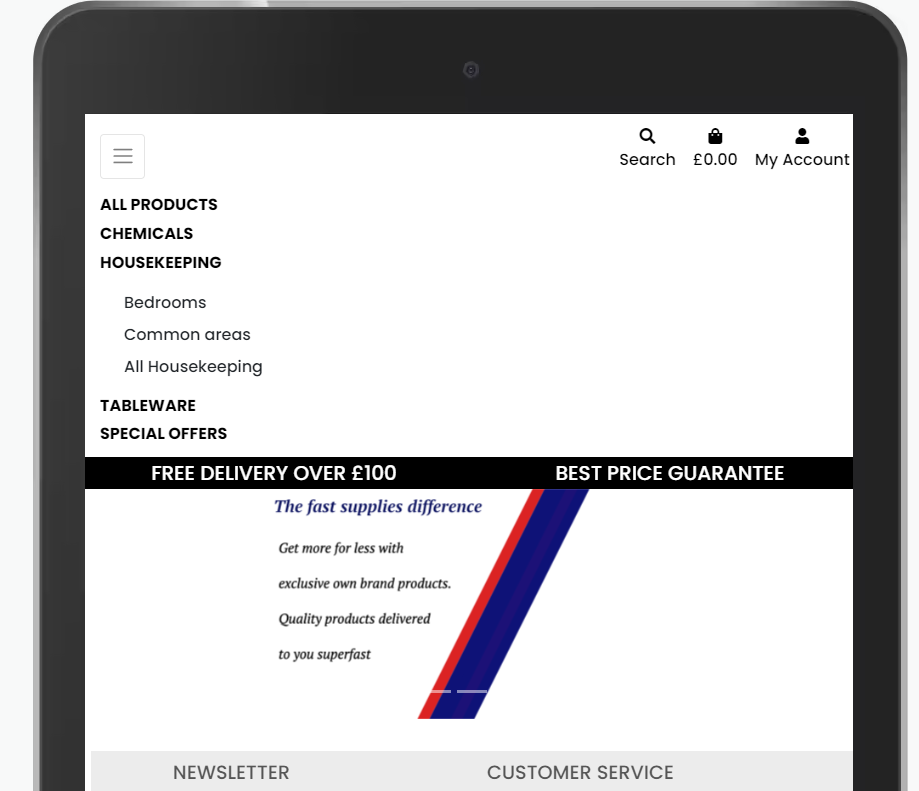 Search £0.00 My Account
ALL PRODUCTS
CHEMICALS
HOUSEKEEPING
Bedrooms
Common areas
All Housekeeping
TABLEWARE
SPECIAL OFFERS
FREE DELIVERY OVER £100 BEST PRICE GUARANTEE
The fast supplies difference
Get more for less with
exclusive own brand products.
Quality products delivered
to you superfast
NEWSLETTER CUSTOMER SERVICE